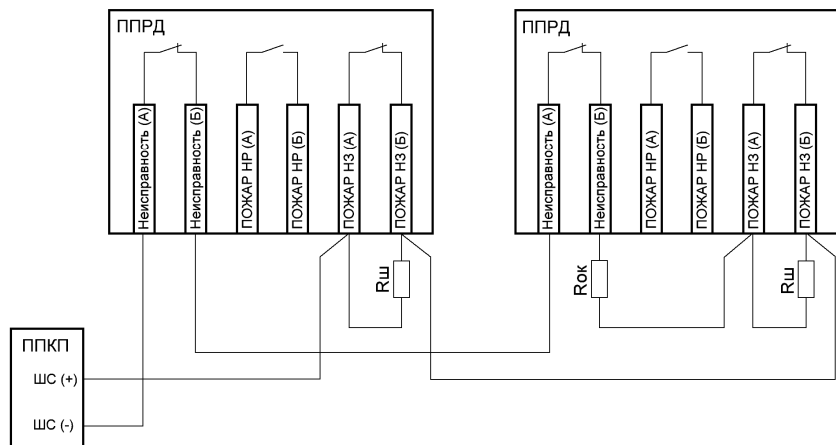 ППРД
Неисправность (А)
Неисправность (Б)
ПОЖАР НР (А)
ПОЖАР НР (Б)
ПОЖАР НЗ (А)
ПОЖАР НЗ (Б)
Rш
ППРД
Неисправность (А)
Неисправность (Б)
ПОЖАР НР (А)
ПОЖАР НР (Б)
ПОЖАР НЗ (А)
ПОЖАР НЗ (Б)
Rок
Rш
ППКП
ШС (+)
ШС (-)